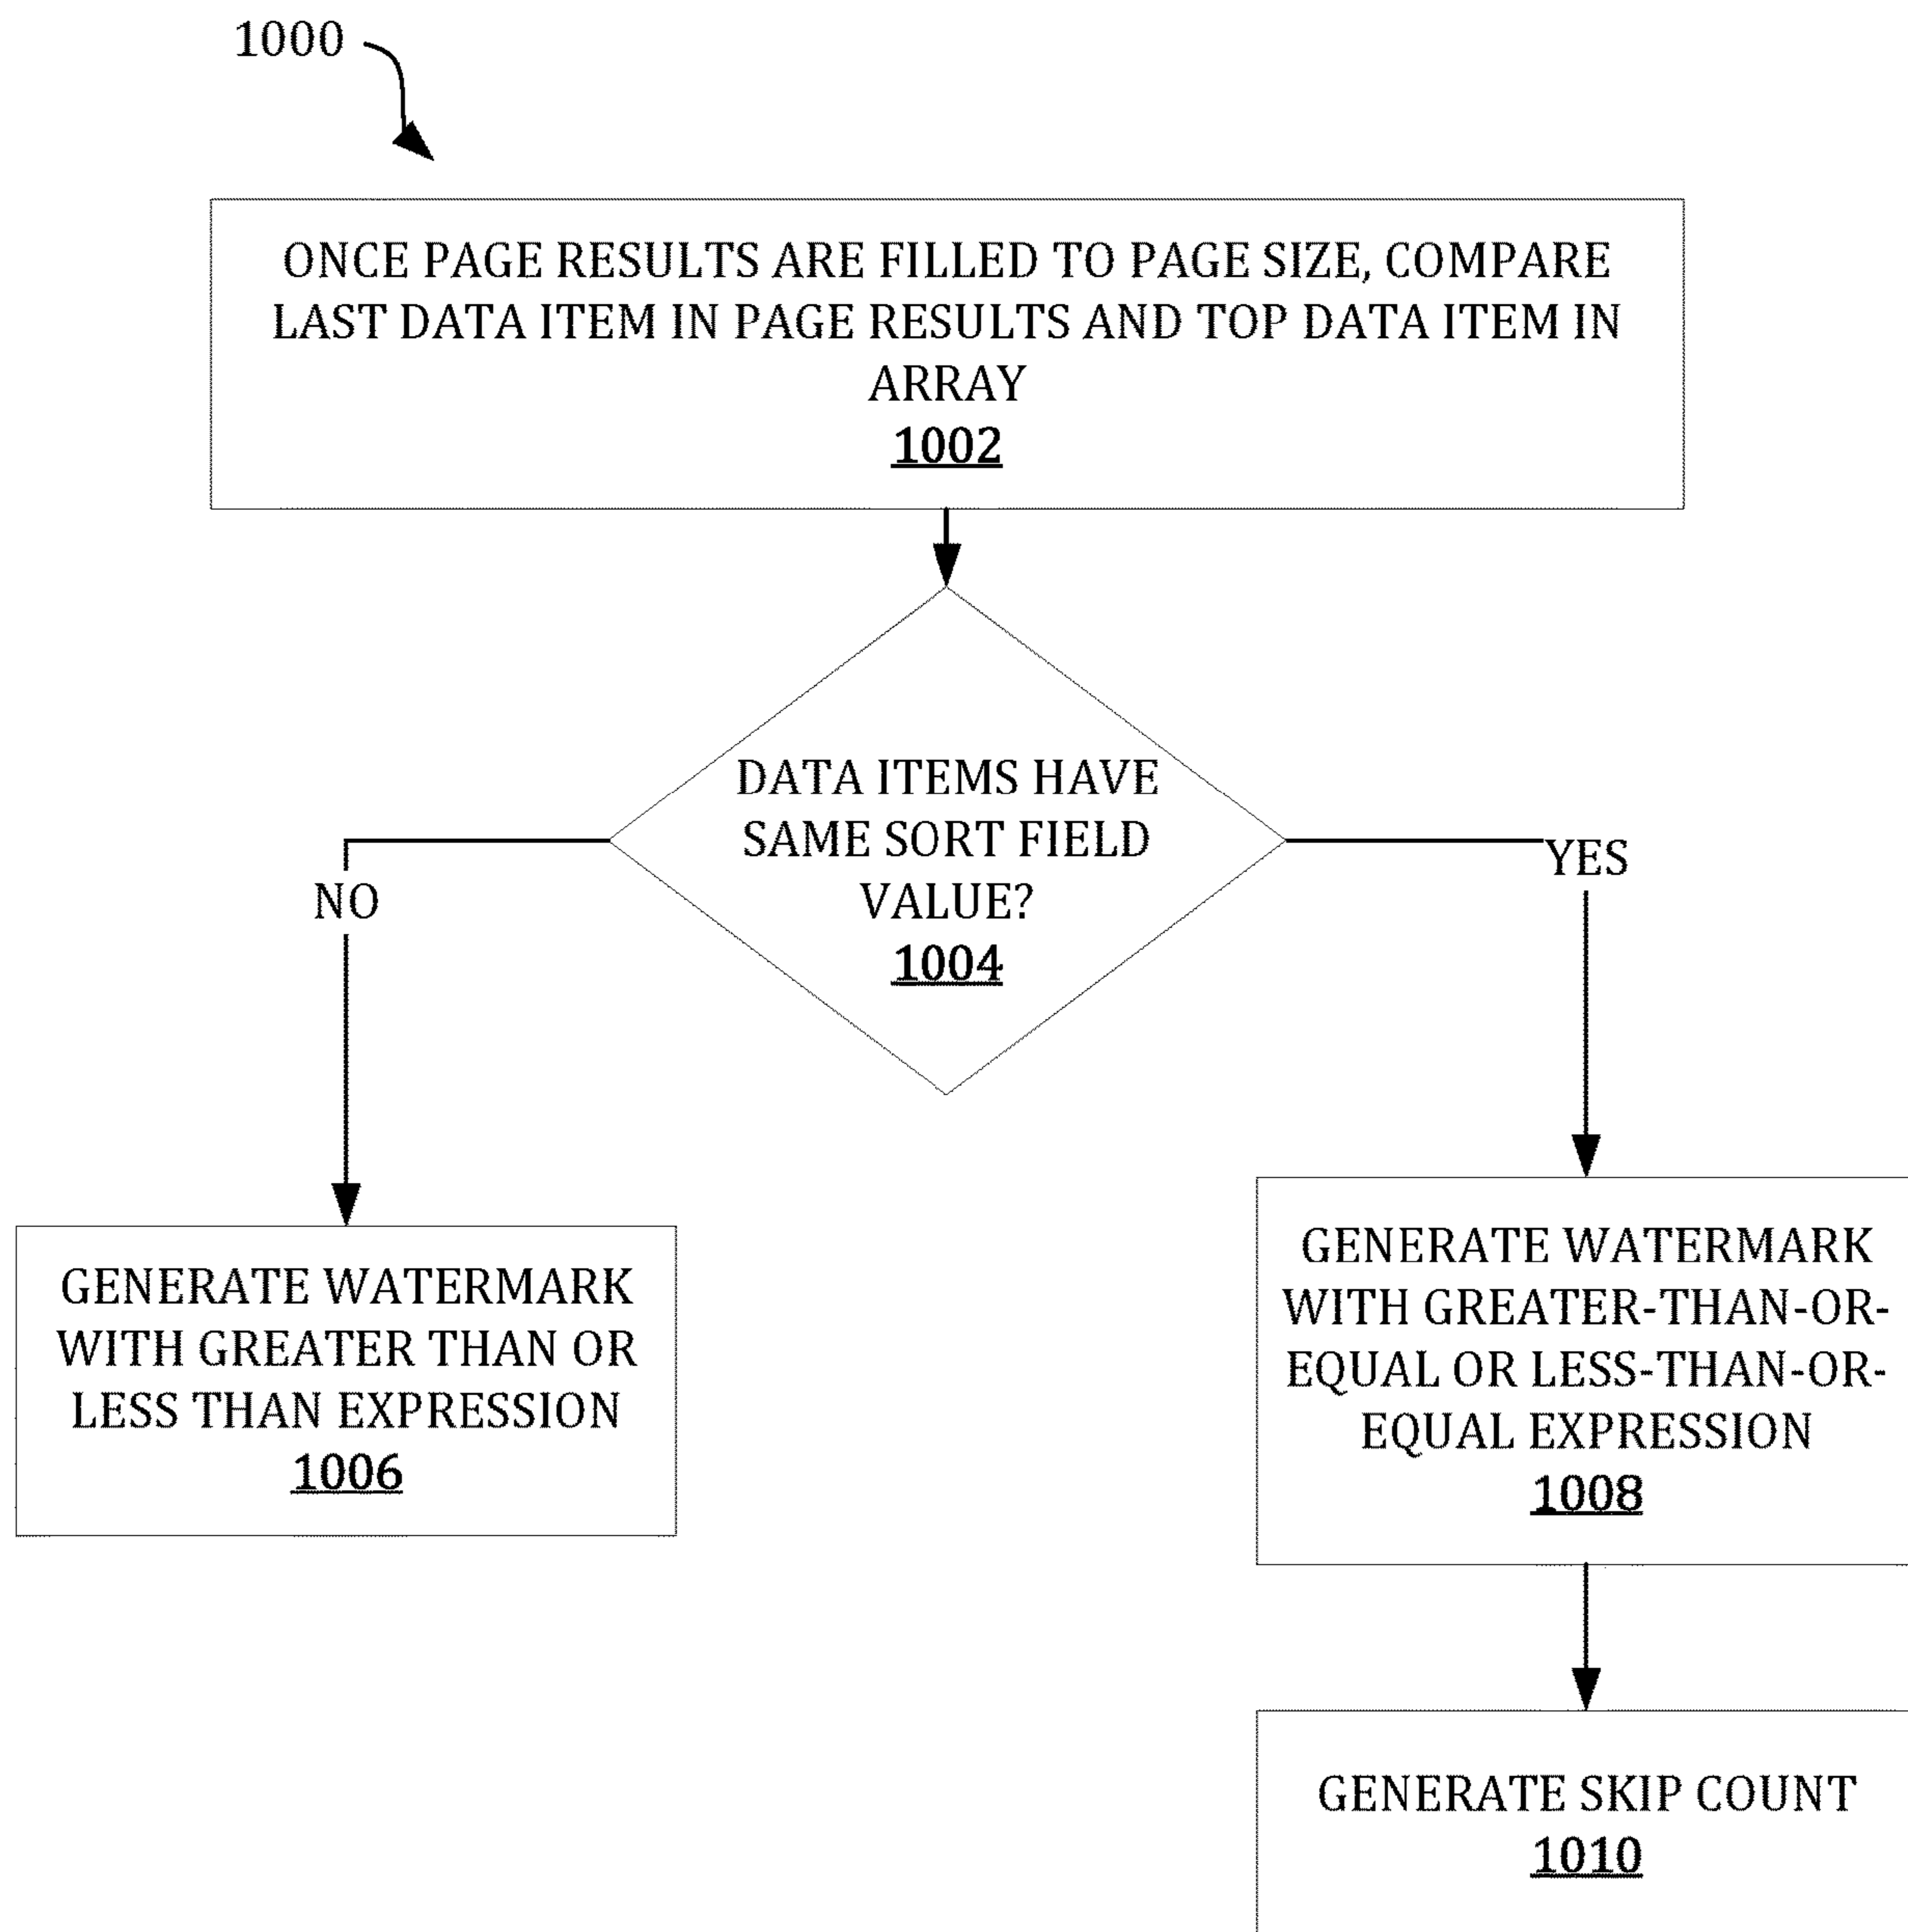 1000
ONCE PAGE RESULTS ARE FILLED TO PAGE SIZE, COMPARE
LAST DATA ITEM IN PAGE RESULTS AND TOP DATA ITEM IN
ARRAY
1002
DATA ITEMS HAVE
SAME SORT FIELD
VALUE?
1004
NO
YES
GENERATE WATERMARK
WITH GREATER THAN OR
LESS THAN EXPRESSION
1006
GENERATE WATERMARK
WITH GREATER-THAN-OR-
EQUAL OR LESS-THAN-OR-
EQUAL EXPRESSION
1008
GENERATE SKIP COUNT
1010